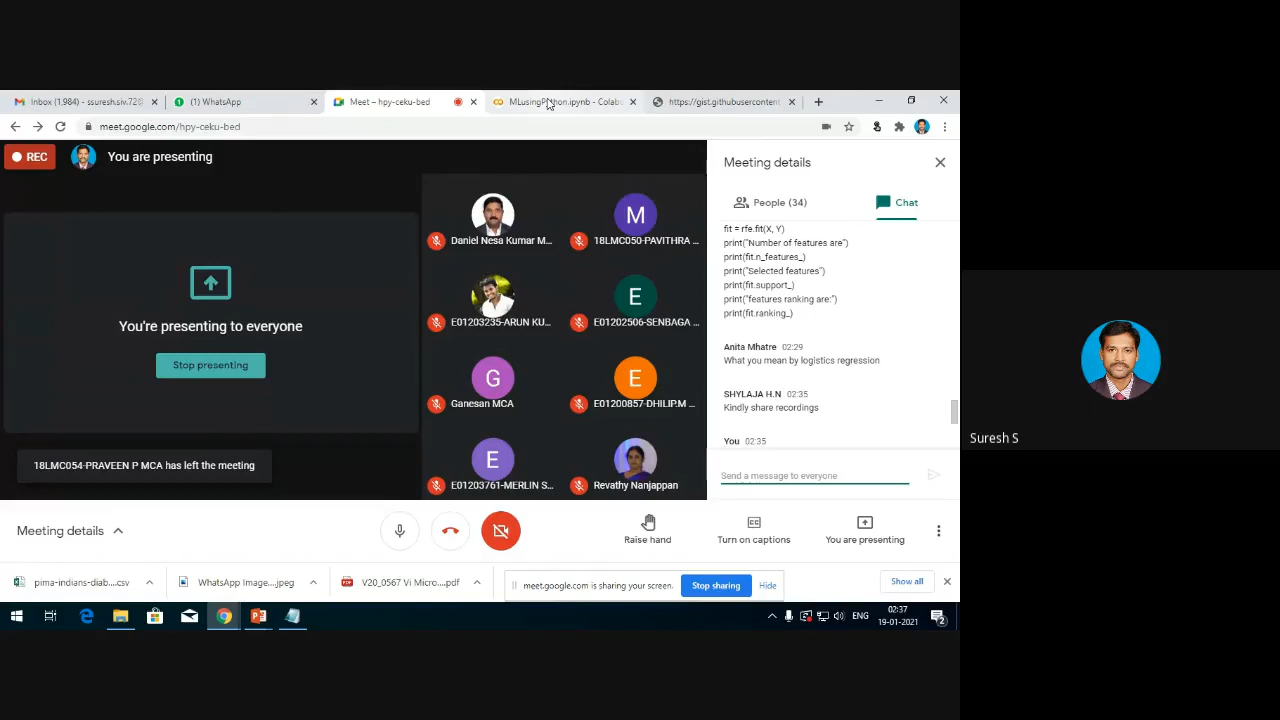 Inbox (1,984) - ssuresh.siv.72@
(1) WhatsApp
Meet – hpy-ceku-bed
MLusingPython.ipynb - Colabo
https://gist.githubusercontent
meet.google.com/hpy-ceku-bed
REC
You are presenting
You're presenting to everyone
Stop presenting
18LMC054-PRAVEEN P MCA has left the meeting
Daniel Nesa Kumar M...
18LMC050-PAVITHRA ...
E01203235-ARUN KU...
E01202506-SENBAGA ...
G
Ganesan MCA
E
E01200857-DHILIP.M ...
E
E01203761-MERLIN S...
Revathy Nanjappan
M
E
Meeting details
People (34)
Chat
fit = rfe.fit(X, Y)
print("Number of features are")
print(fit.n_features_)
print("Selected features")
print(fit.support_)
print("features ranking are:")
print(fit.ranking_)
Anita Mhatre 02:29
What you mean by logistics regression
SHYLAJA H.N 02:35
Kindly share recordings
You 02:35
Send a message to everyone
Suresh S
Meeting details
Raise hand
Turn on captions
You are presenting
pima-indians-diab....csv
WhatsApp Image....jpeg
V20_0567 Vi Micro....pdf
meet.google.com is sharing your screen.
Stop sharing
Hide
Show all
ENG
02:37
19-01-2021
2